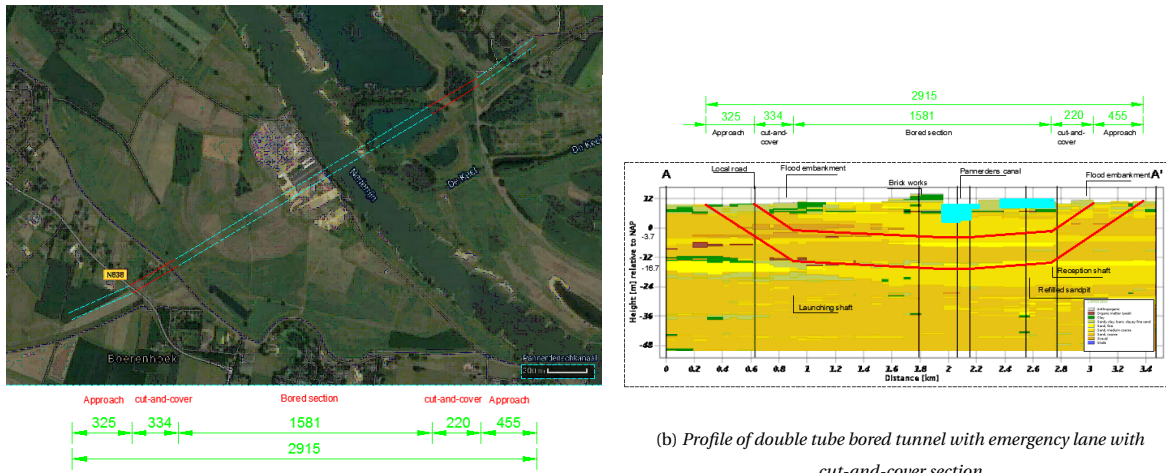 N838
Boerenhoek
Pannerdenschkanaal
Approach cut-and-cover Bored section cut-and-cover Approach
325 334 1581 220 455
2915
2915
325 334 1581 220 455
Approach cut-and-cover Bored section cut-and-cover Approach
A Local road Flood embankment Brick works Pannerdens canal Flood embankment A'
12
0
-3.7
-12
-16.7
-24
-36
-48
Height [m] relative to NAP
Launching shaft
Reception shaft
Refilled sandpit
Clay
0 0.2 0.4 0.6 0.8 1 1.2 1.4 1.6 1.8 2 2.2 2.4 2.6 2.8 3 3.2 3.4
Distance [km]
(b) Profile of double tube bored tunnel with emergency lane with
cut-and-cover section